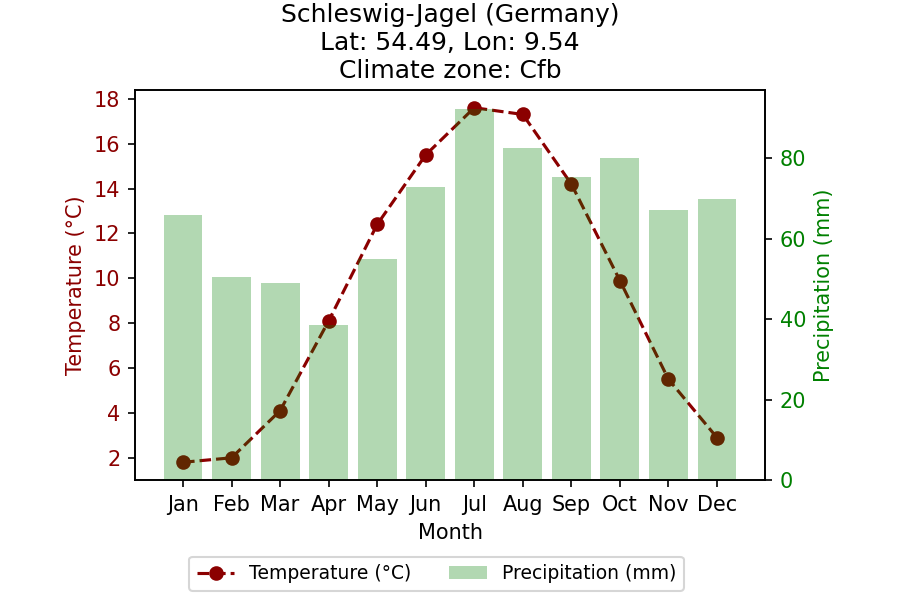 Schleswig-Jagel (Germany)
Lat: 54.49, Lon: 9.54
Climate zone: Cfb
18
16
14
12
10
8
6
4
2
Temperature (°C)
80
60
40
20
0
Precipitation (mm)
Jan Feb Mar Apr May Jun Jul Aug Sep Oct Nov Dec
Month
Temperature (°C) Precipitation (mm)